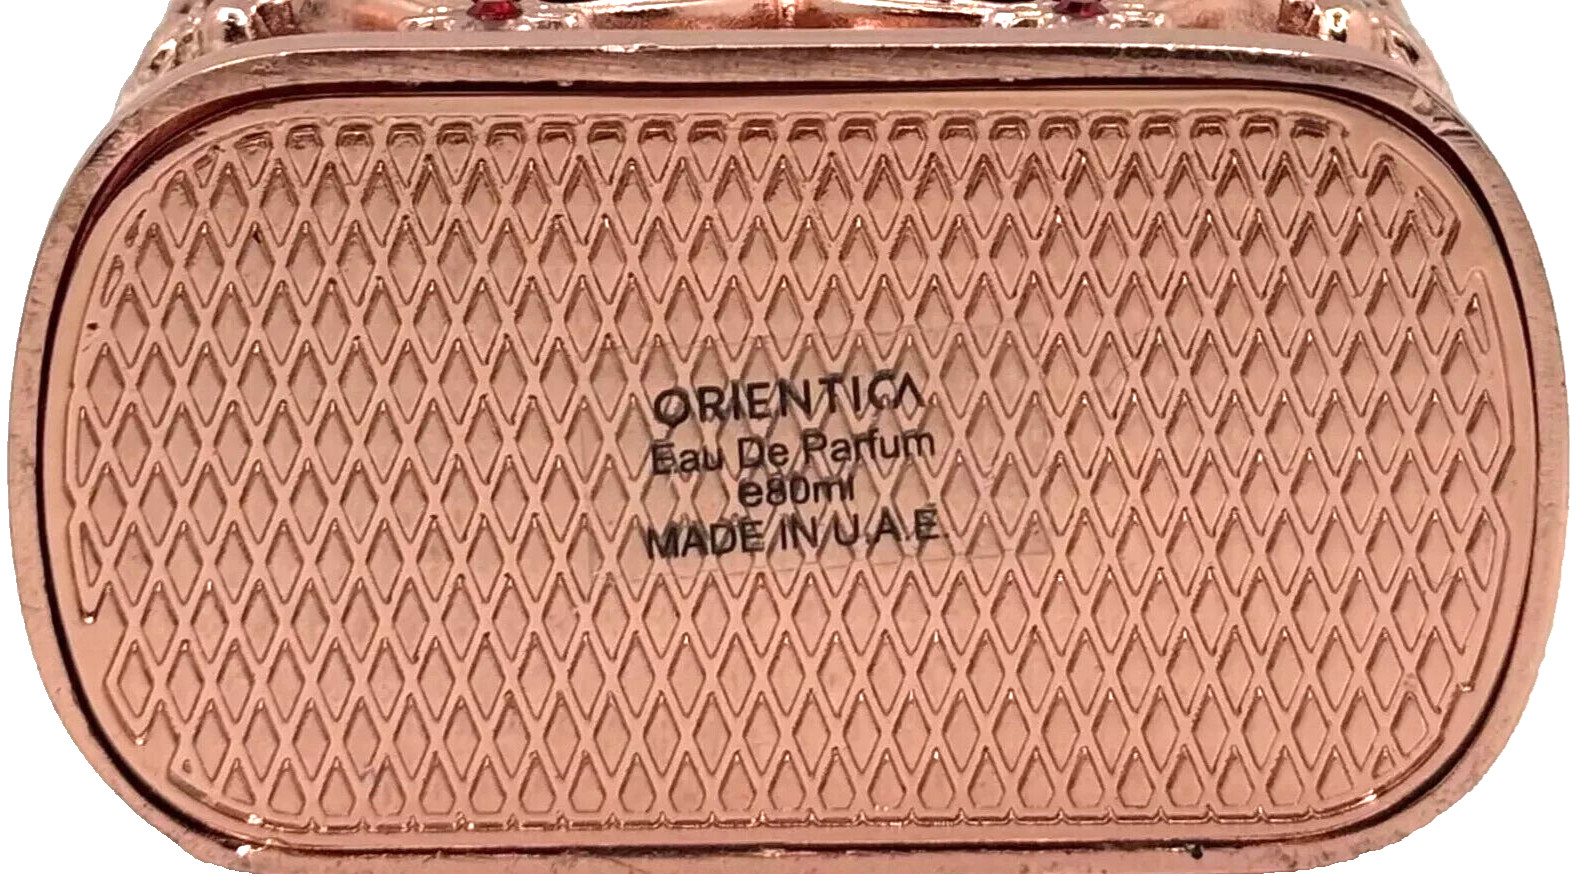 ORIENTICA
Eau De Parfum
e80ml
MADE IN U.A.E.